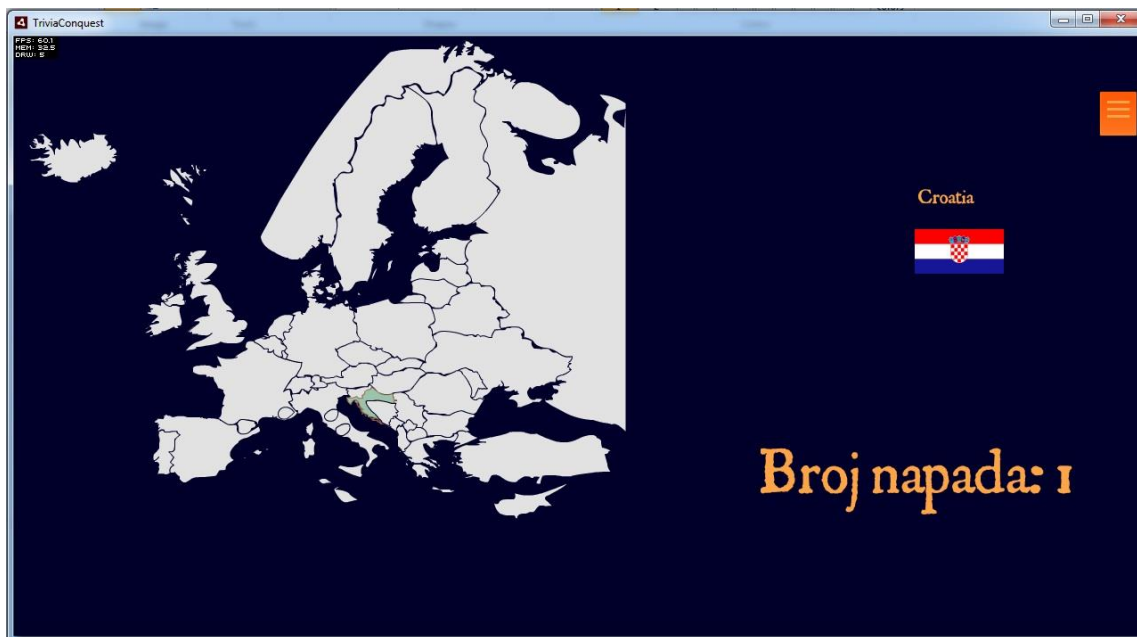 TriviaConquest
FPS: 60.1
MEM: 32.5
DRW: 5
Croatia
Broj napada: 1